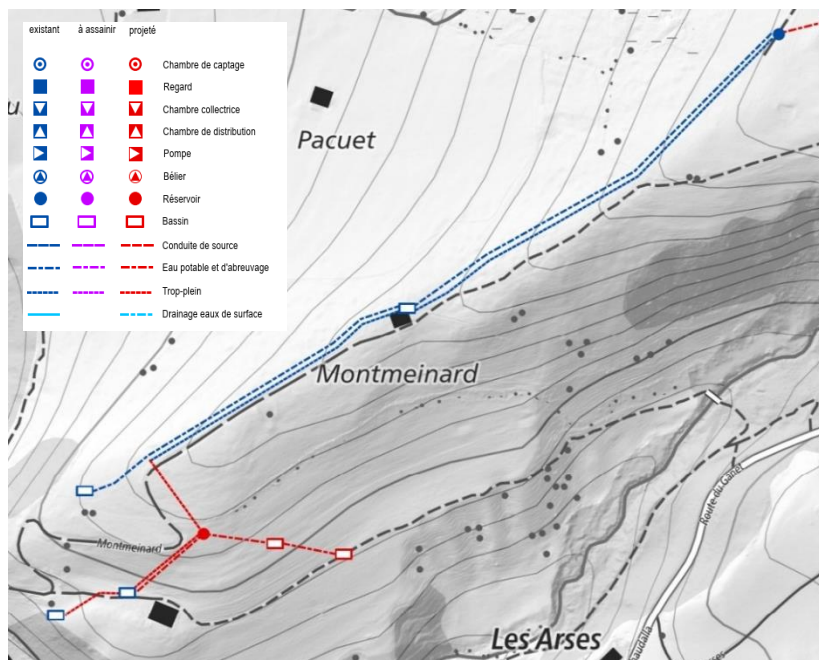 existant à assainir projeté
Chambre de captage
Regard
Chambre collectrice
Chambre de distribution
Pompe
Bélier
Réservoir
Bassin
Conduite de source
Eau potable et d'abreuvage
Trop-plein
Drainage eaux de surface
Pacuet
Montmeinard
Route du Gîbet
Montmeinard
Les Arses